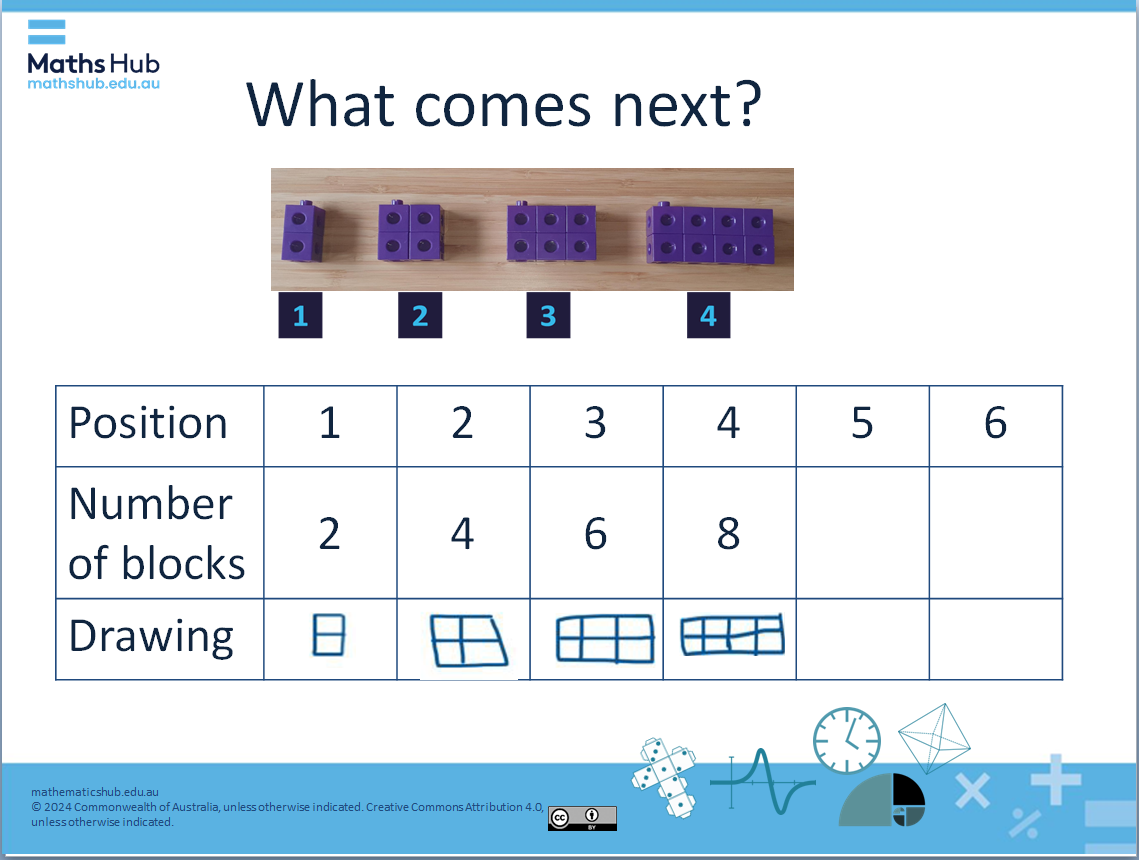 Maths Hub
mathshub.edu.au
What comes next?
1 2 3 4
Position 1 2 3 4 5 6
Number
of blocks 2 4 6 8
Drawing
mathematicshub.edu.au
© 2024 Commonwealth of Australia, unless otherwise indicated. Creative Commons Attribution 4.0,
unless otherwise indicated.
cc BY